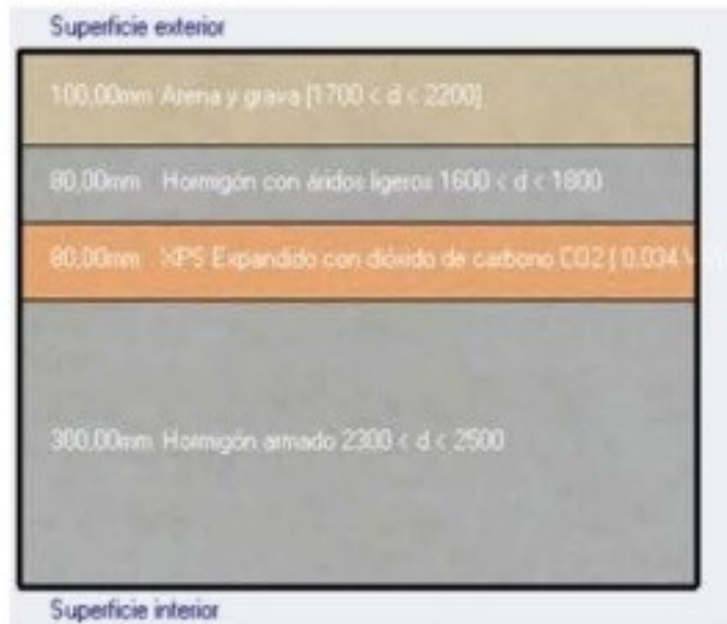 Superficie exterior
100,00mm Arena y grava [1700 < d < 2200]
80,00mm Hormigón con áridos ligeros 1600 < d < 1800
80,00mm XPS Expandido con dióxido de carbono CO2 [ 0.034
300,00mm Hormigón armado 2300 < d < 2500
Superficie interior